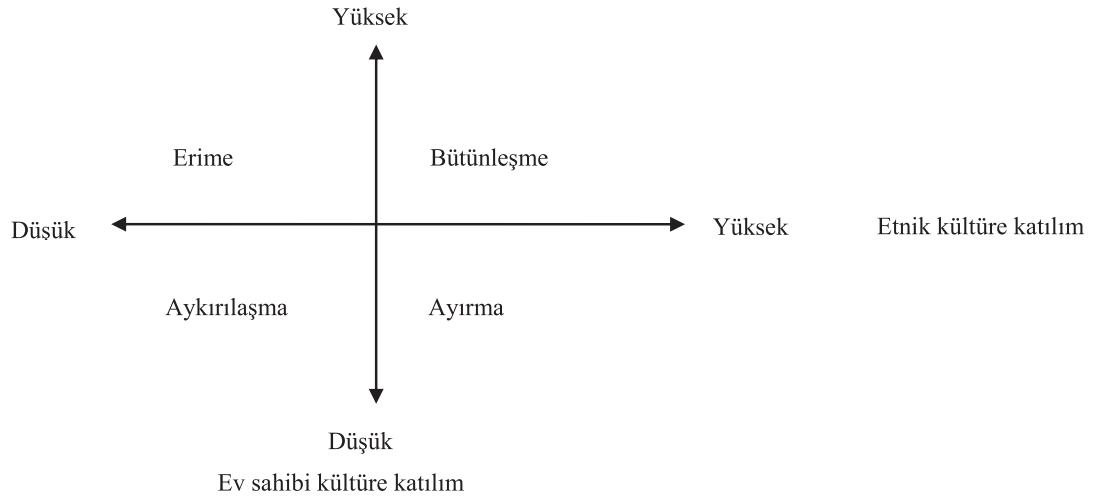 Yüksek
Erime Bütünleşme
Düşük Yüksek Etnik kültüre katılım
Aykırılaşma Ayırma
Düşük
Ev sahibi kültüre katılım